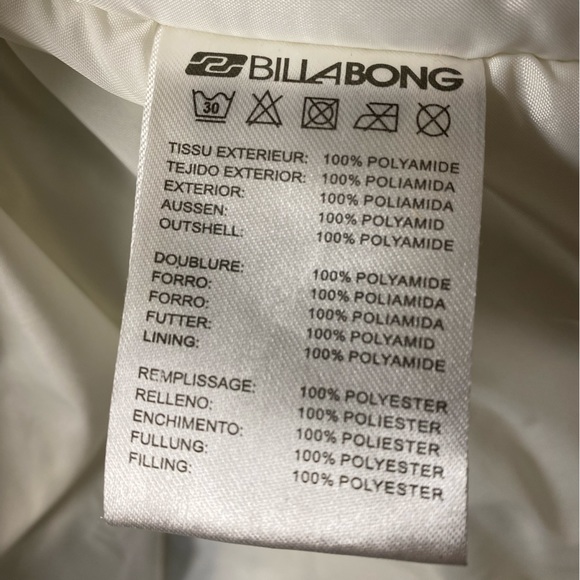 BILLABONG
30
TISSU EXTERIEUR: 100% POLYAMIDE
TEJIDO EXTERIOR: 100% POLIAMIDA
EXTERIOR: 100% POLIAMIDA
AUSSEN: 100% POLYAMID
OUTSHELL: 100% POLYAMIDE
DOUBLURE: 100% POLYAMIDE
FORRO: 100% POLIAMIDA
FORRO: 100% POLIAMIDA
FUTTER: 100% POLYAMID
LINING: 100% POLYAMIDE
REMPLISSAGE: 100% POLYESTER
RELLENO: 100% POLIESTER
ENCHIMENTO: 100% POLIESTER
FULLUNG: 100% POLYESTER
FILLING: 100% POLYESTER